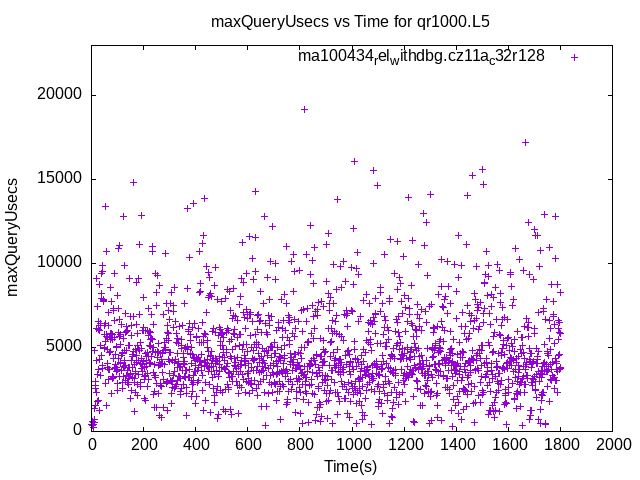 maxQueryUsecs vs Time for qr1000.L5
ma100434_rel_withdbg.cz11a_c32r128
20000
15000
10000
5000
0
maxQueryUsecs
0 200 400 600 800 1000 1200 1400 1600 1800 2000
Time(s)